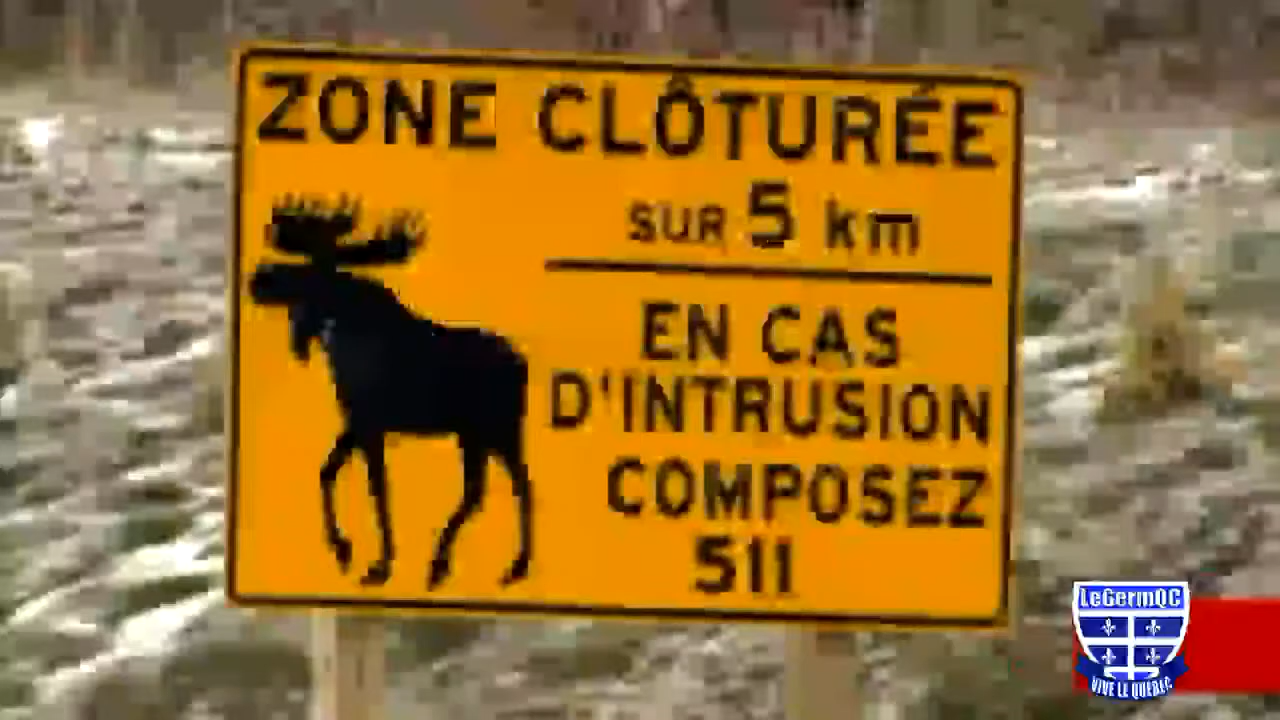 ZONE CLÔTURÉE
SUR 5 km
EN CAS
D'INTRUSION
COMPOSEZ
511
LeGermQC
VIVE LE QUÉBEC